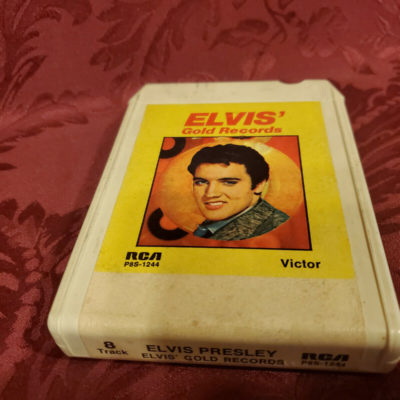 ELVIS'
Gold Records
RCA
P8S-1244
Victor
8
Track
ELVIS PRESLEY
ELVIS' GOLD RECORDS
RCA
P8S-1244